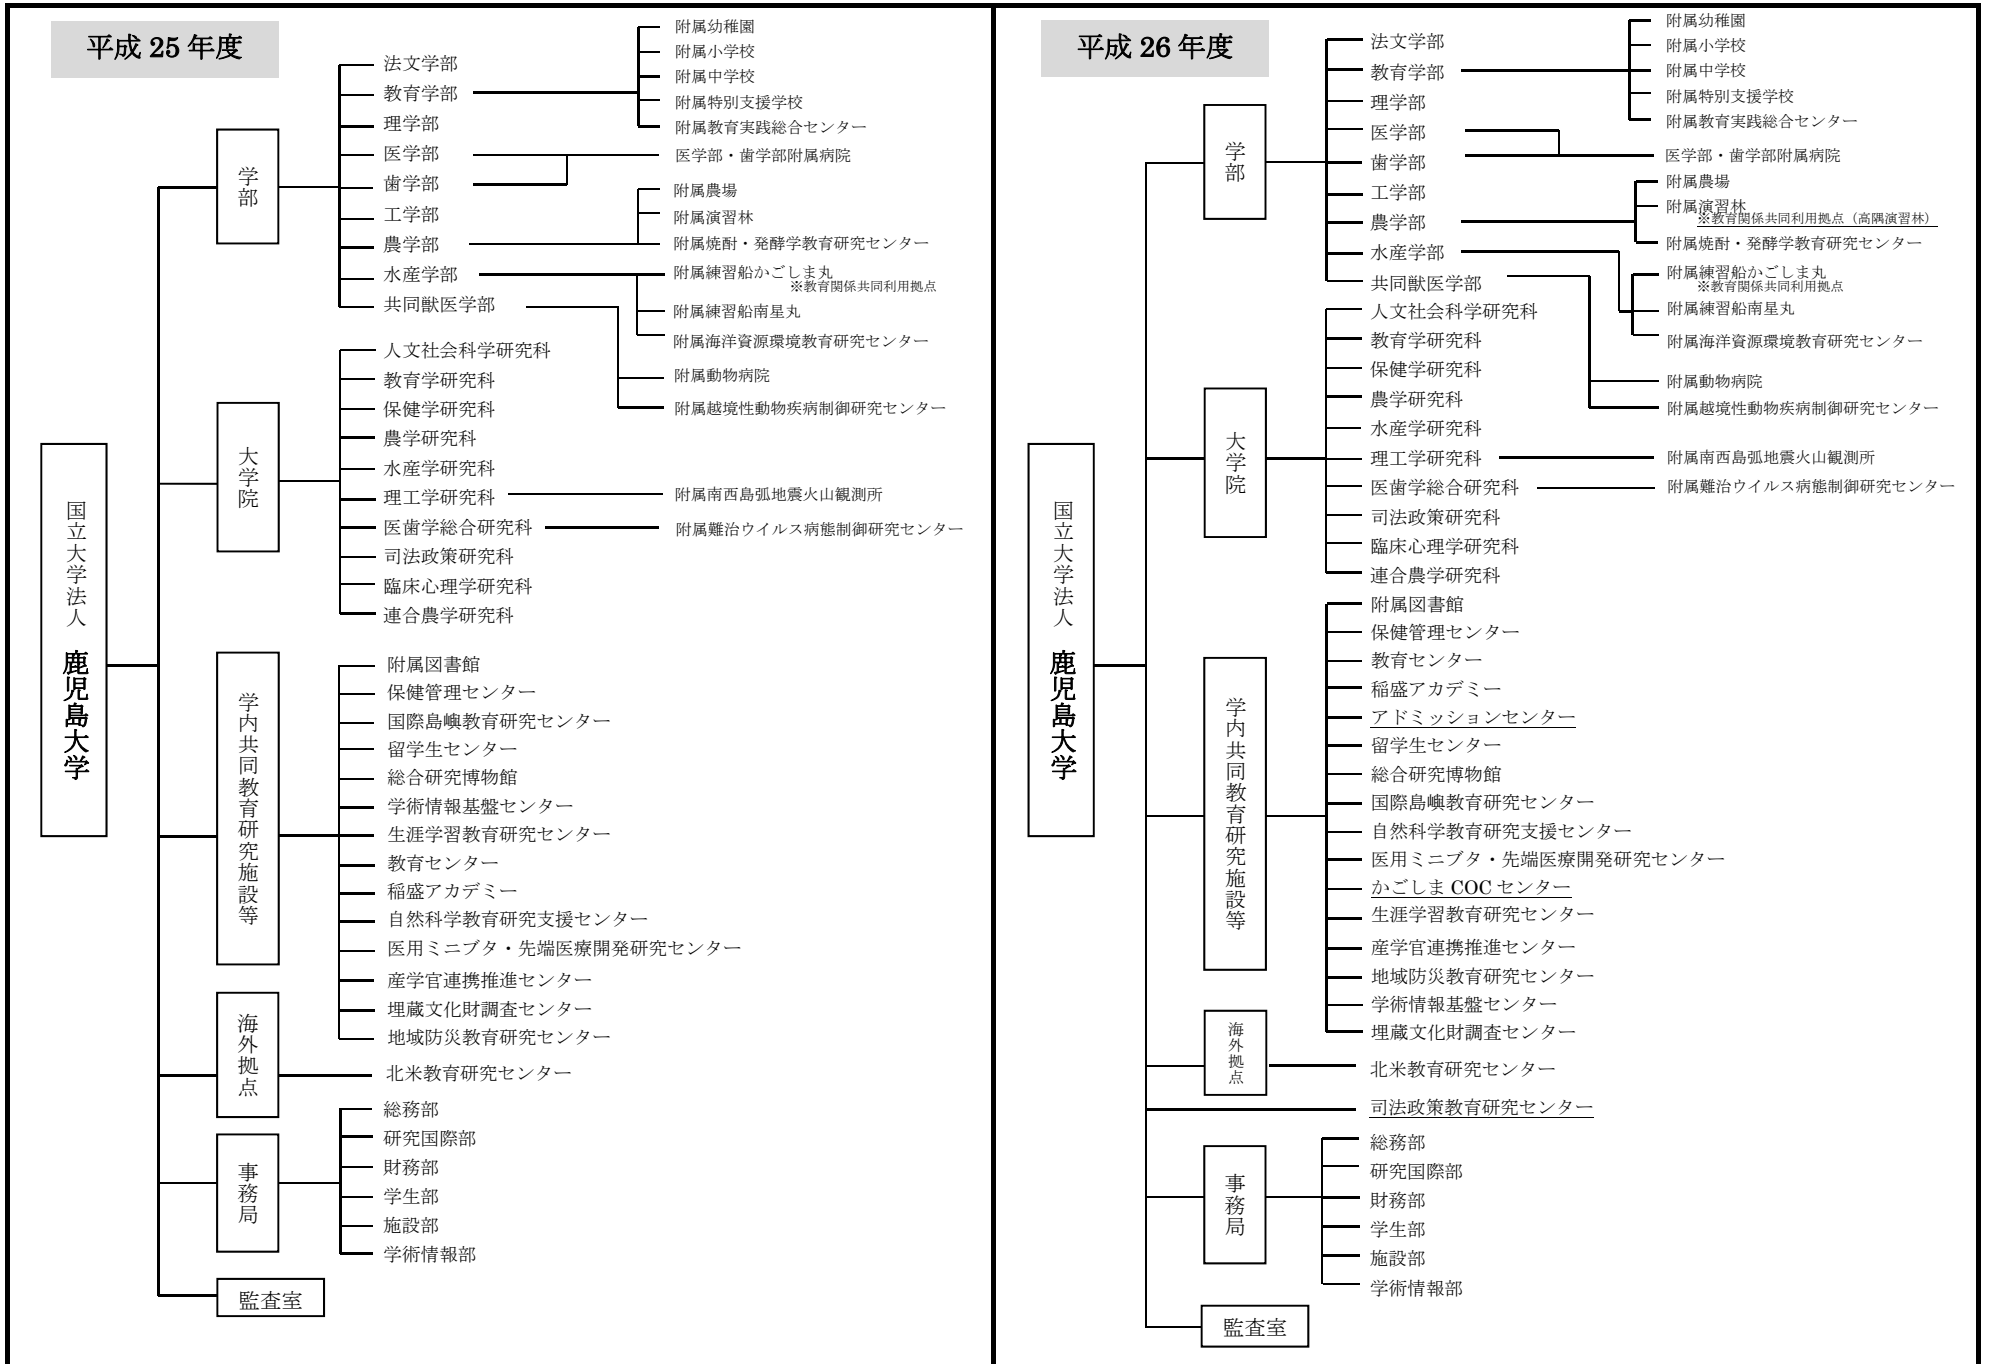 平成 25 年度
国立大学法人 鹿児島大学
学部
法文学部
教育学部
附属幼稚園
附属小学校
附属中学校
附属特別支援学校
附属教育実践総合センター
理学部
医学部
歯学部
医学部・歯学部附属病院
工学部
農学部
附属農場
附属演習林
附属焼酎・発酵学教育研究センター
水産学部
附属練習船かごしま丸
※教育関係共同利用拠点
附属練習船南星丸
附属海洋資源環境教育研究センター
共同獣医学部
附属動物病院
附属越境性動物疾病制御研究センター
大学院
人文社会科学研究科
教育学研究科
保健学研究科
農学研究科
水産学研究科
理工学研究科
附属南西島弧地震火山観測所
医歯学総合研究科
附属難治ウイルス病態制御研究センター
司法政策研究科
臨床心理学研究科
連合農学研究科
学内共同教育研究施設等
附属図書館
保健管理センター
国際島嶼教育研究センター
留学生センター
総合研究博物館
学術情報基盤センター
生涯学習教育研究センター
教育センター
稲盛アカデミー
自然科学教育研究支援センター
医用ミニブタ・先端医療開発研究センター
産学官連携推進センター
埋蔵文化財調査センター
地域防災教育研究センター
海外拠点
北米教育研究センター
事務局
総務部
研究国際部
財務部
学生部
施設部
学術情報部
監査室
平成 26 年度
国立大学法人 鹿児島大学
学部
法文学部
教育学部
附属幼稚園
附属小学校
附属中学校
附属特別支援学校
附属教育実践総合センター
理学部
医学部
歯学部
医学部・歯学部附属病院
工学部
農学部
附属農場
附属演習林
※教育関係共同利用拠点（高隅演習林）
附属焼酎・発酵学教育研究センター
水産学部
附属練習船かごしま丸
※教育関係共同利用拠点
附属練習船南星丸
附属海洋資源環境教育研究センター
共同獣医学部
附属動物病院
附属越境性動物疾病制御研究センター
大学院
人文社会科学研究科
教育学研究科
保健学研究科
農学研究科
水産学研究科
理工学研究科
附属南西島弧地震火山観測所
医歯学総合研究科
附属難治ウイルス病態制御研究センター
司法政策研究科
臨床心理学研究科
連合農学研究科
学内共同教育研究施設等
附属図書館
保健管理センター
教育センター
稲盛アカデミー
アドミッションセンター
留学生センター
総合研究博物館
国際島嶼教育研究センター
自然科学教育研究支援センター
医用ミニブタ・先端医療開発研究センター
かごしま COC センター
生涯学習教育研究センター
産学官連携推進センター
地域防災教育研究センター
学術情報基盤センター
埋蔵文化財調査センター
海外拠点
北米教育研究センター
司法政策教育研究センター
事務局
総務部
研究国際部
財務部
学生部
施設部
学術情報部
監査室